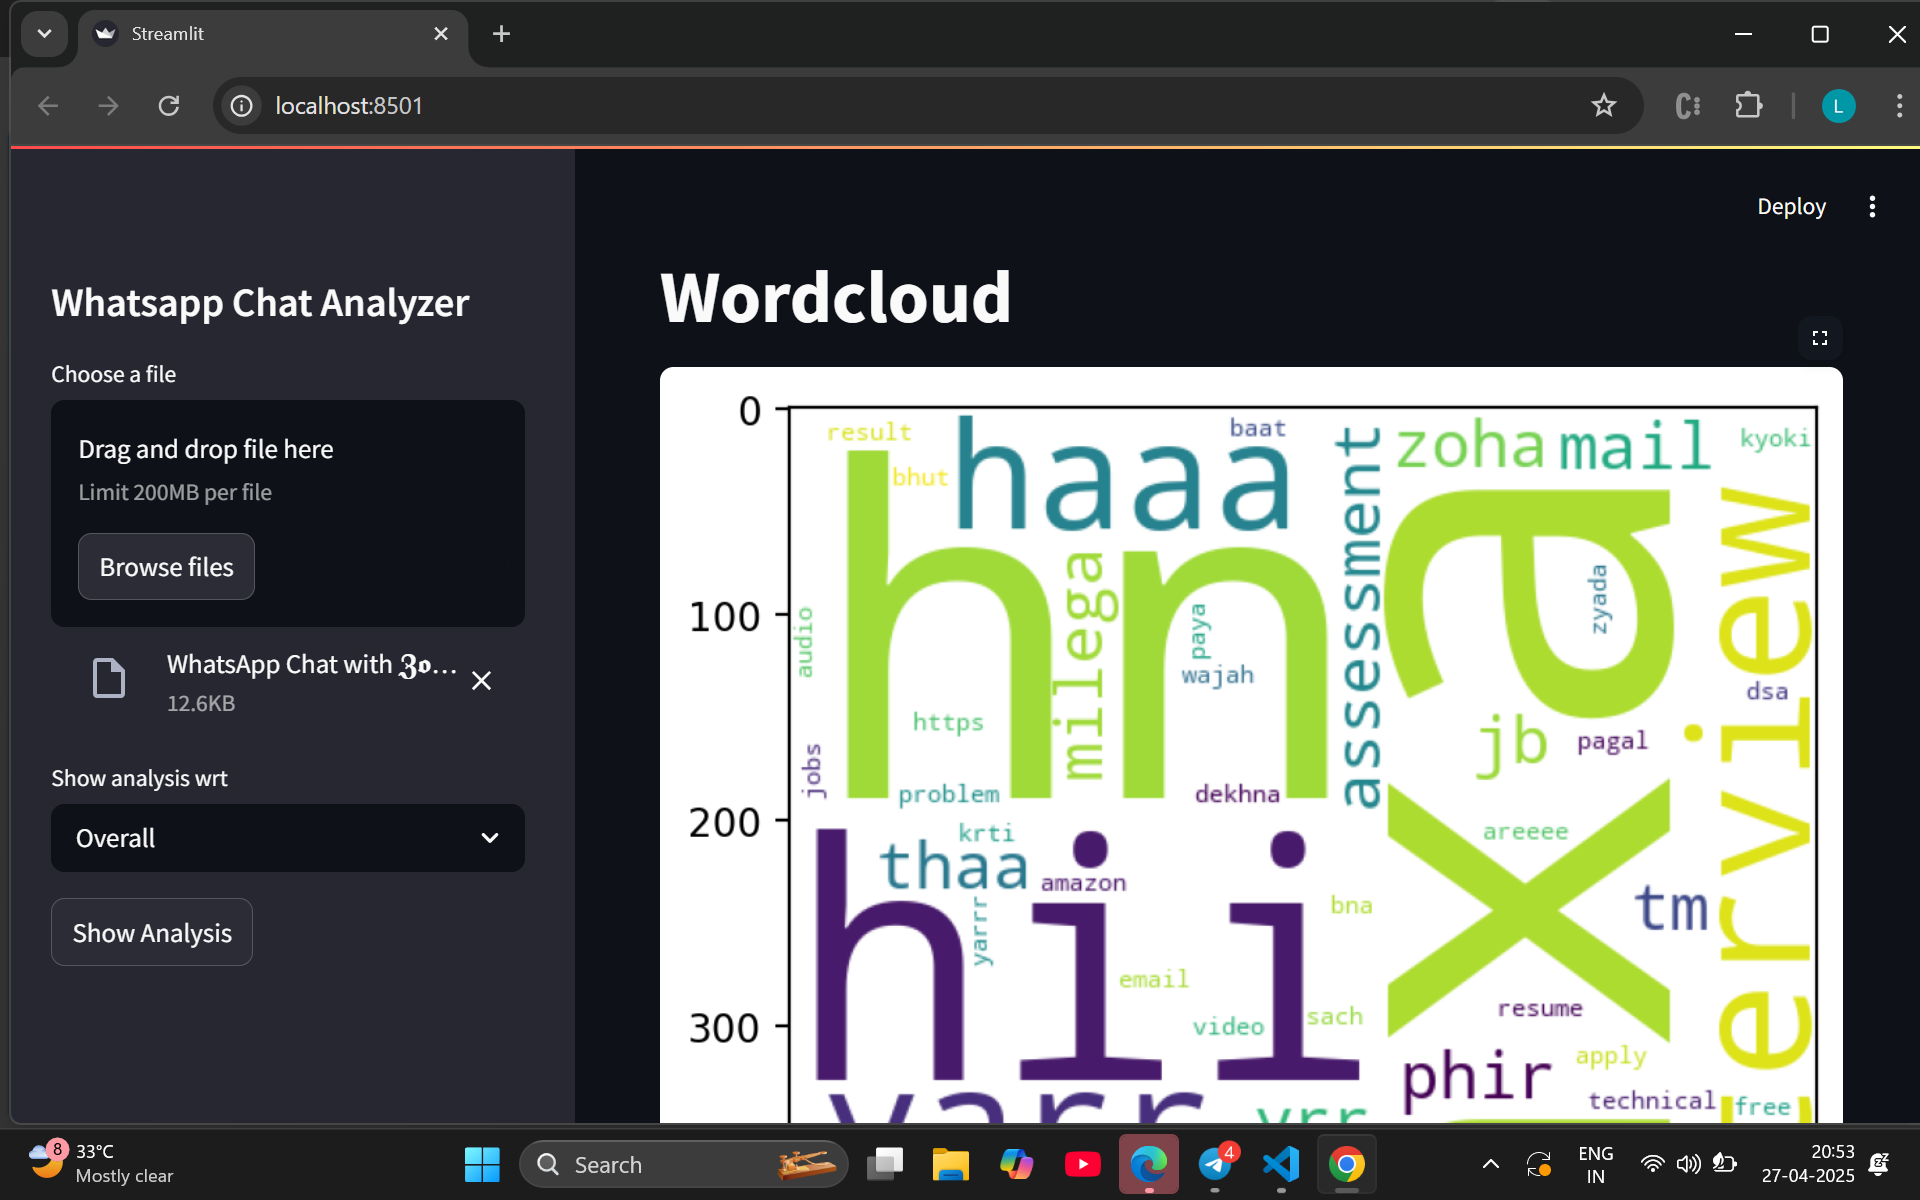 Streamlit
localhost:8501
L
Deploy
Whatsapp Chat Analyzer
Choose a file
Drag and drop file here
Limit 200MB per file
Browse files
WhatsApp Chat with 𝖅𝖔...
12.6KB
Show analysis wrt
Overall
Show Analysis
Wordcloud
0
100
200
300
result
bhut
haaa
baat
assessment
zoha
mail
kyoki
hna
milega
audio
paya
wajah
zyada
https
jobs
problem
dekhna
jb
pagal
dsa
krti
thaa
amazon
yarrr
hii
x
areeee
tm
bna
email
video
sach
resume
phir
apply
technical
free
yarr
yrr
erview
8
33°C
Mostly clear
Search
4
ENG
IN
20:53
27-04-2025